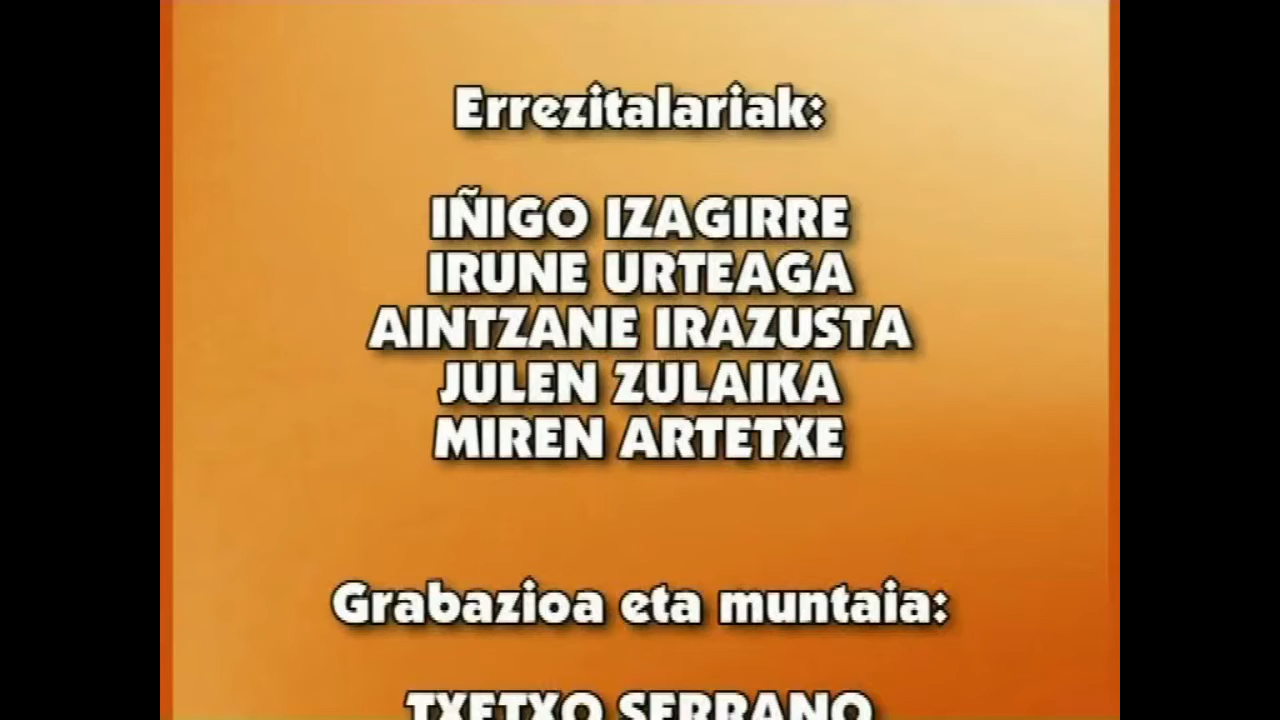 Errezitalariak:
IÑIGO IZAGIRRE
IRUNE URTEAGA
AINTZANE IRAZUSTA
JULEN ZULAIKA
MIREN ARTETXE
Grabazioa eta muntaia:
TXETXO SERRANO